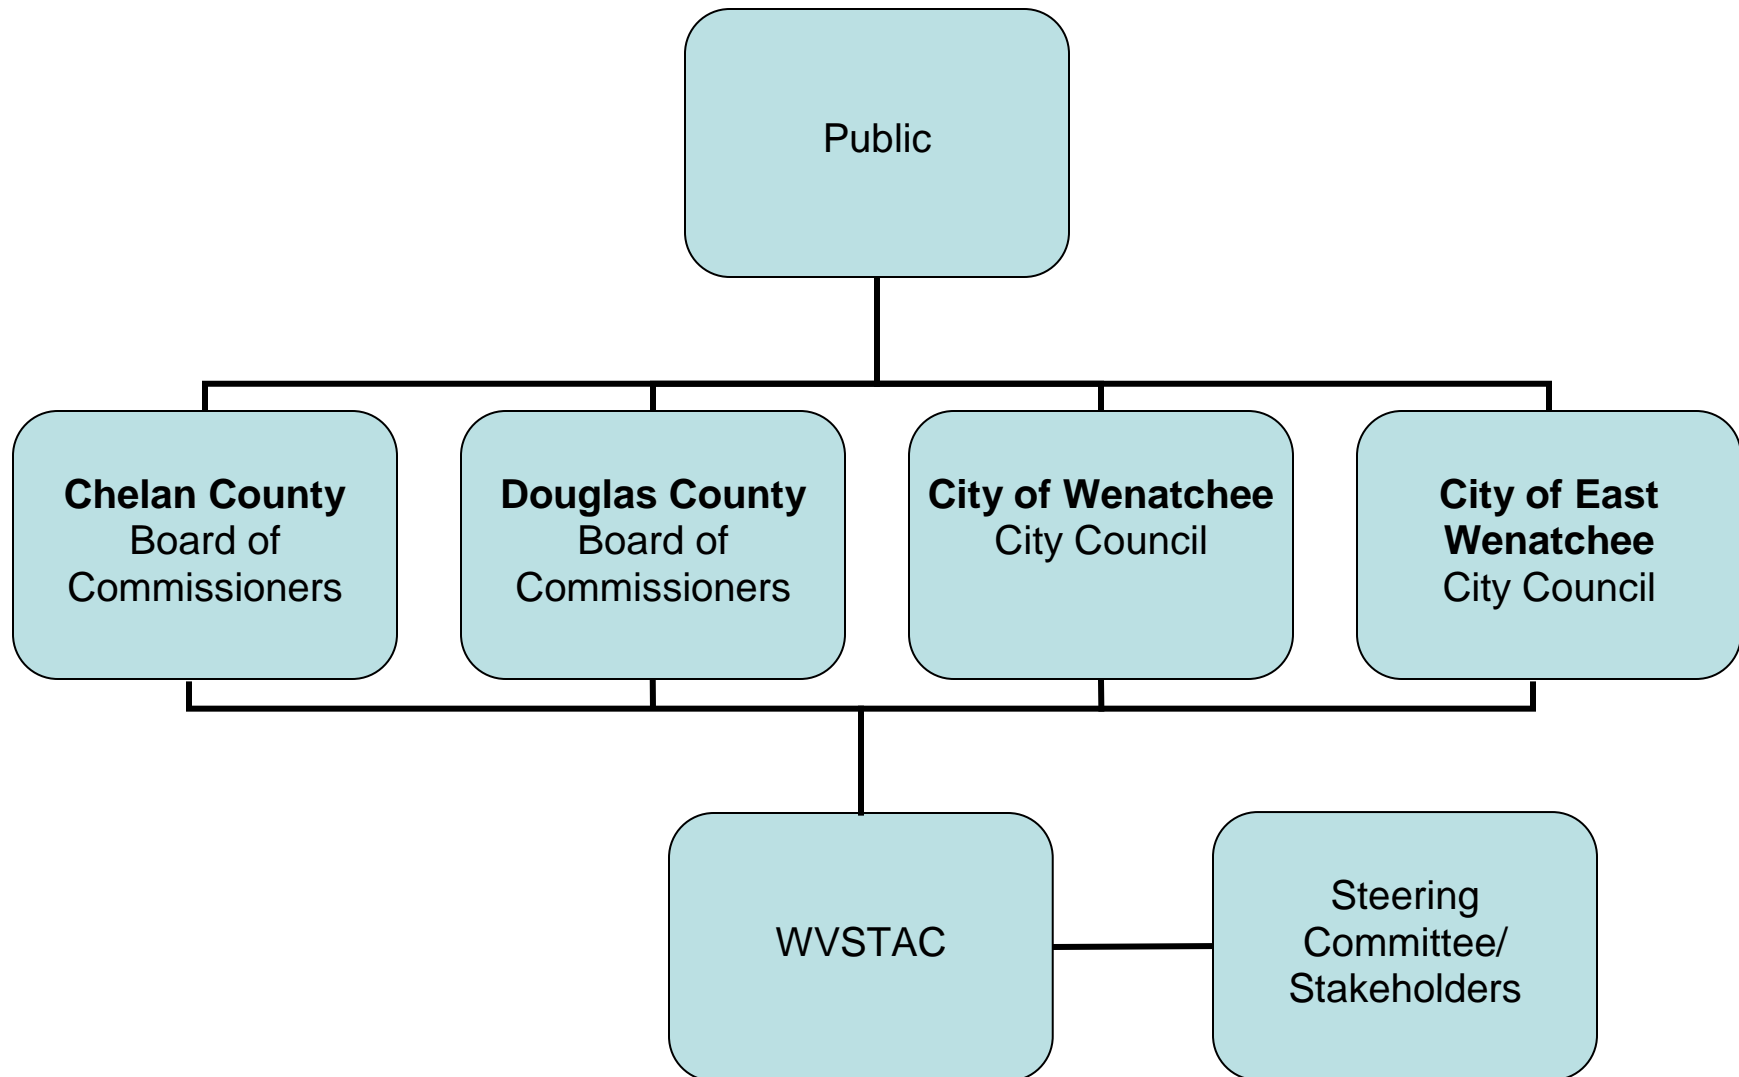 Public
Chelan County
Board of
Commissioners
Douglas County
Board of
Commissioners
City of Wenatchee
City Council
City of East
Wenatchee
City Council
WVSTAC
Steering
Committee/
Stakeholders